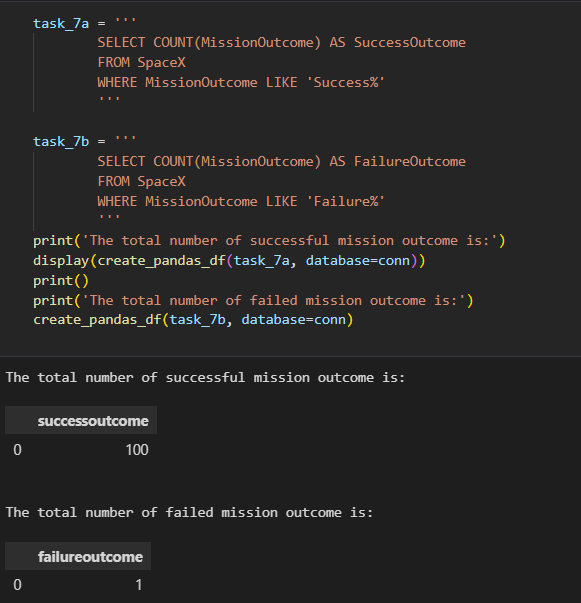 task_7a = '''
SELECT COUNT(MissionOutcome) AS SuccessOutcome
FROM SpaceX
WHERE MissionOutcome LIKE 'Success%'
'''
task_7b = '''
SELECT COUNT(MissionOutcome) AS FailureOutcome
FROM SpaceX
WHERE MissionOutcome LIKE 'Failure%'
'''
print('The total number of successful mission outcome is:')
display(create_pandas_df(task_7a, database=conn))
print()
print('The total number of failed mission outcome is:')
create_pandas_df(task_7b, database=conn)
The total number of successful mission outcome is:
successoutcome
0 100
The total number of failed mission outcome is:
failureoutcome
0 1